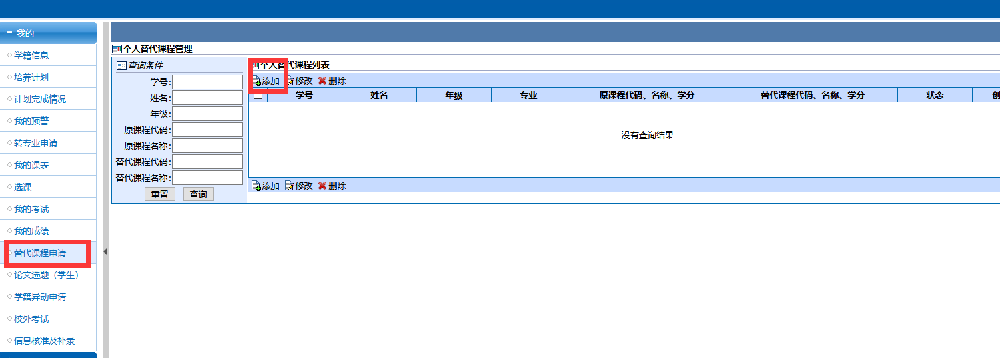 我的
学籍信息
培养计划
计划完成情况
我的预警
转专业申请
我的课表
选课
我的考试
我的成绩
替代课程申请
论文选题（学生）
学籍异动申请
校外考试
信息核准及补录
个人替代课程管理
查询条件
学号:
姓名:
年级:
原课程代码:
原课程名称:
替代课程代码:
替代课程名称:
重置 查询
个人替代课程列表
添加 修改 删除
学号 姓名 年级 专业 原课程代码、名称、学分 替代课程代码、名称、学分 状态 创
没有查询结果
添加 修改 删除